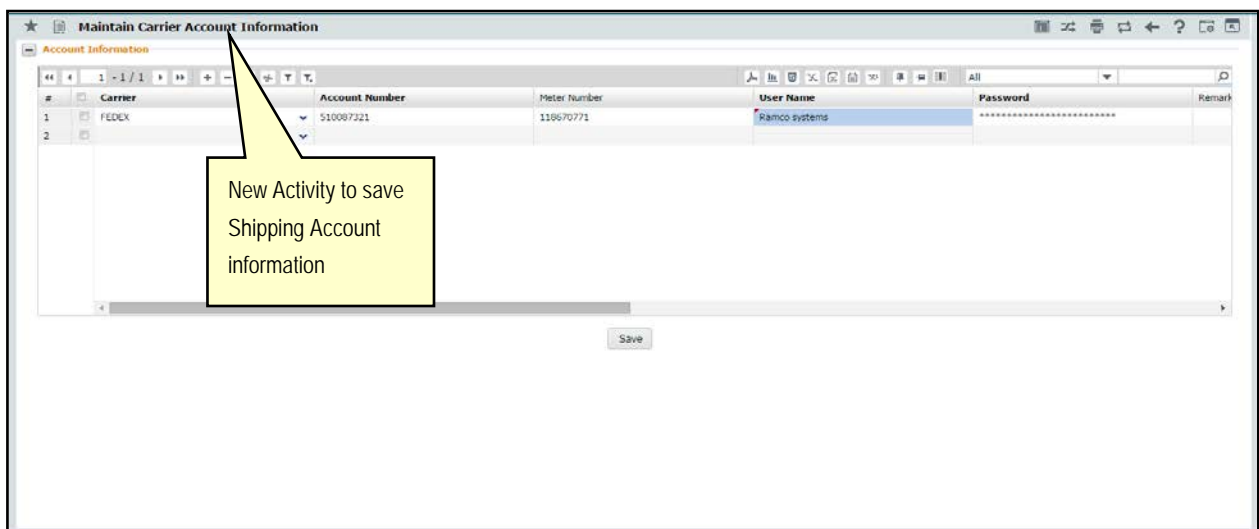 Maintain Carrier Account Information
Account Information
1 - 1 / 1
All
# Carrier Account Number Meter Number User Name Password Remark
1 FEDEX 510087321 118670771 Ramco systems *************************
2
New Activity to save
Shipping Account
information
Save